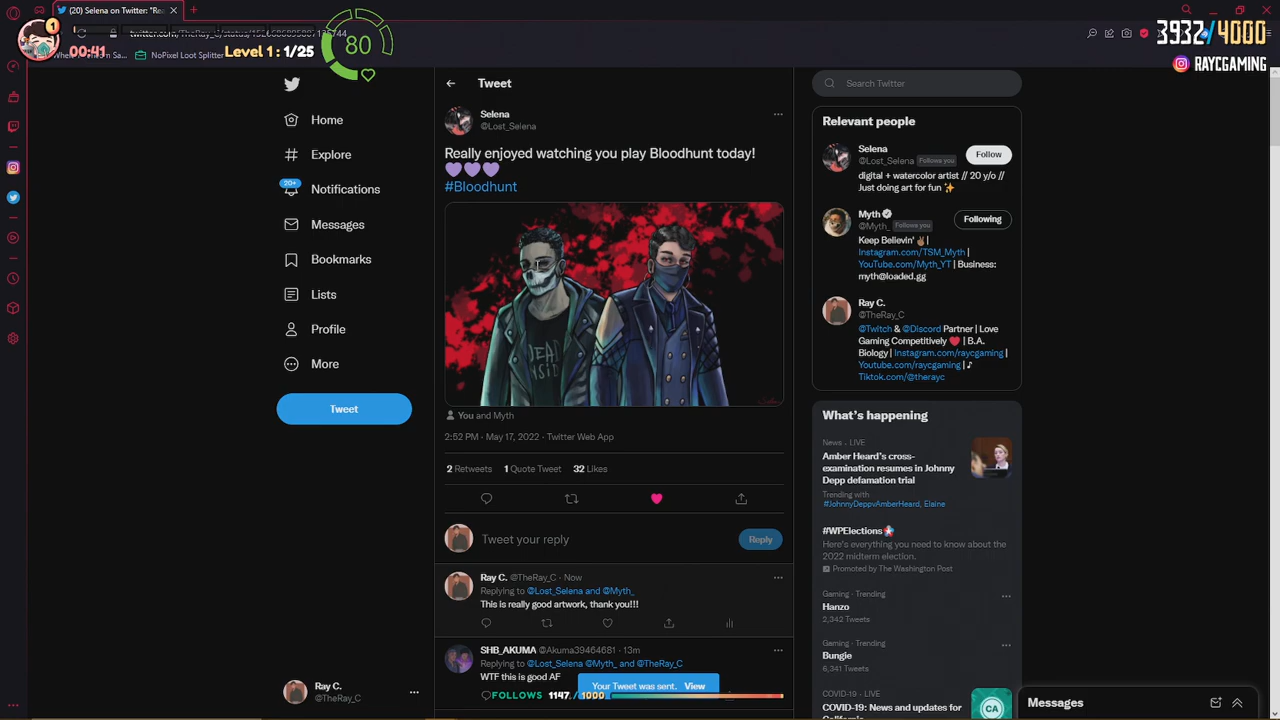 (20) Selena on Twitter: "Rea
1
00:41
Level 1 : 1/25
80
NoPixel Loot Splitter
3932/4000
RAYCGAMING
Home
Explore
20+
Notifications
Messages
Bookmarks
Lists
Profile
More
Tweet
Ray C.
@TheRay_C
Tweet
Selena
@Lost_Selena
Really enjoyed watching you play Bloodhunt today!
💜💜💜
#Bloodhunt
DEAD
INSID
You and Myth
2:52 PM · May 17, 2022 · Twitter Web App
2 Retweets 1 Quote Tweet 32 Likes
Tweet your reply
Reply
Ray C. @TheRay_C · Now
Replying to @Lost_Selena and @Myth_
This is really good artwork, thank you!!!
SHB_AKUMA @Akuma39464681 · 13m
Replying to @Lost_Selena @Myth_ and @TheRay_C
WTF this is good AF
Your Tweet was sent. View
FOLLOWS 1147 / 1000
Search Twitter
Relevant people
Selena
@Lost_Selena Follows you
Follow
digital + watercolor artist // 20 y/o //
Just doing art for fun ✨
Myth
@Myth_ Follows you
Following
Keep Believin' ✌🏽 |
Instagram.com/TSM_Myth |
YouTube.com/Myth_YT | Business:
myth@loaded.gg
Ray C.
@TheRay_C
@Twitch & @Discord Partner | Love
Gaming Competitively ❤️ | B.A.
Biology | Instagram.com/raycgaming |
Youtube.com/raycgaming | ♪
Tiktok.com/@therayc
What's happening
News · LIVE
Amber Heard's cross-
examination resumes in Johnny
Depp defamation trial
Trending with
#JohnnyDeppvAmberHeard, Elaine
#WPElections
Here's everything you need to know about the
2022 midterm election.
Promoted by The Washington Post
Gaming · Trending
Hanzo
2,342 Tweets
Gaming · Trending
Bungie
6,341 Tweets
COVID-19 · LIVE
COVID-19: News and updates for
CA
Messages